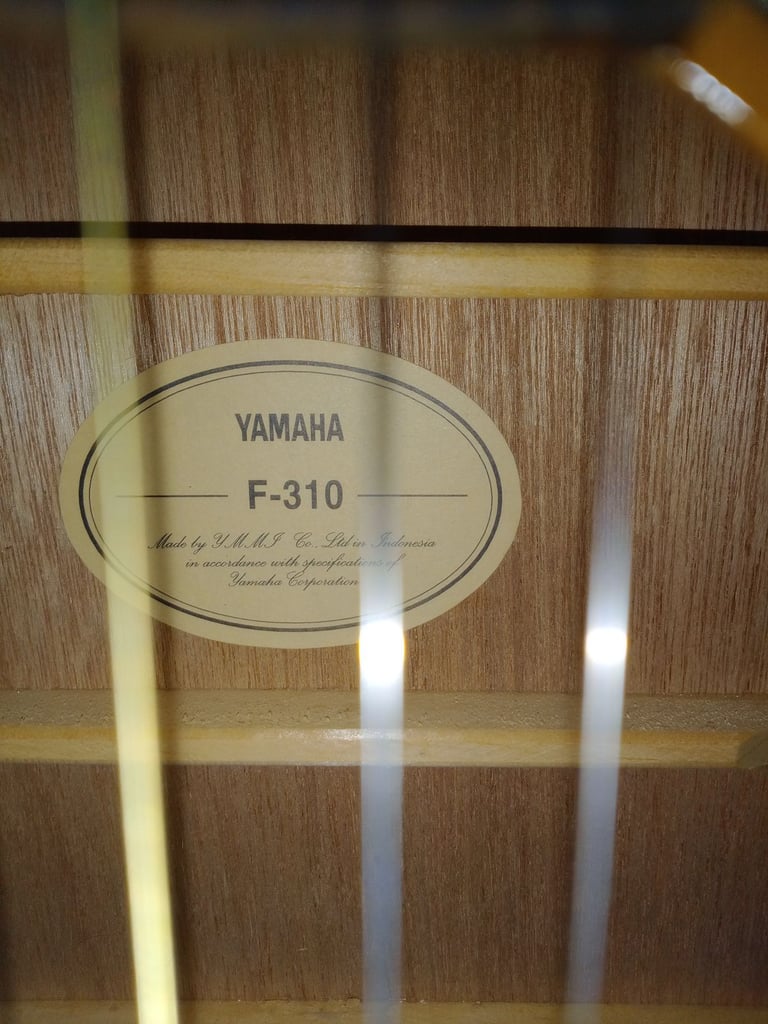 YAMAHA
F-310
Made by YMMI Co., Ltd in Indonesia
in accordance with specifications of
Yamaha Corporation